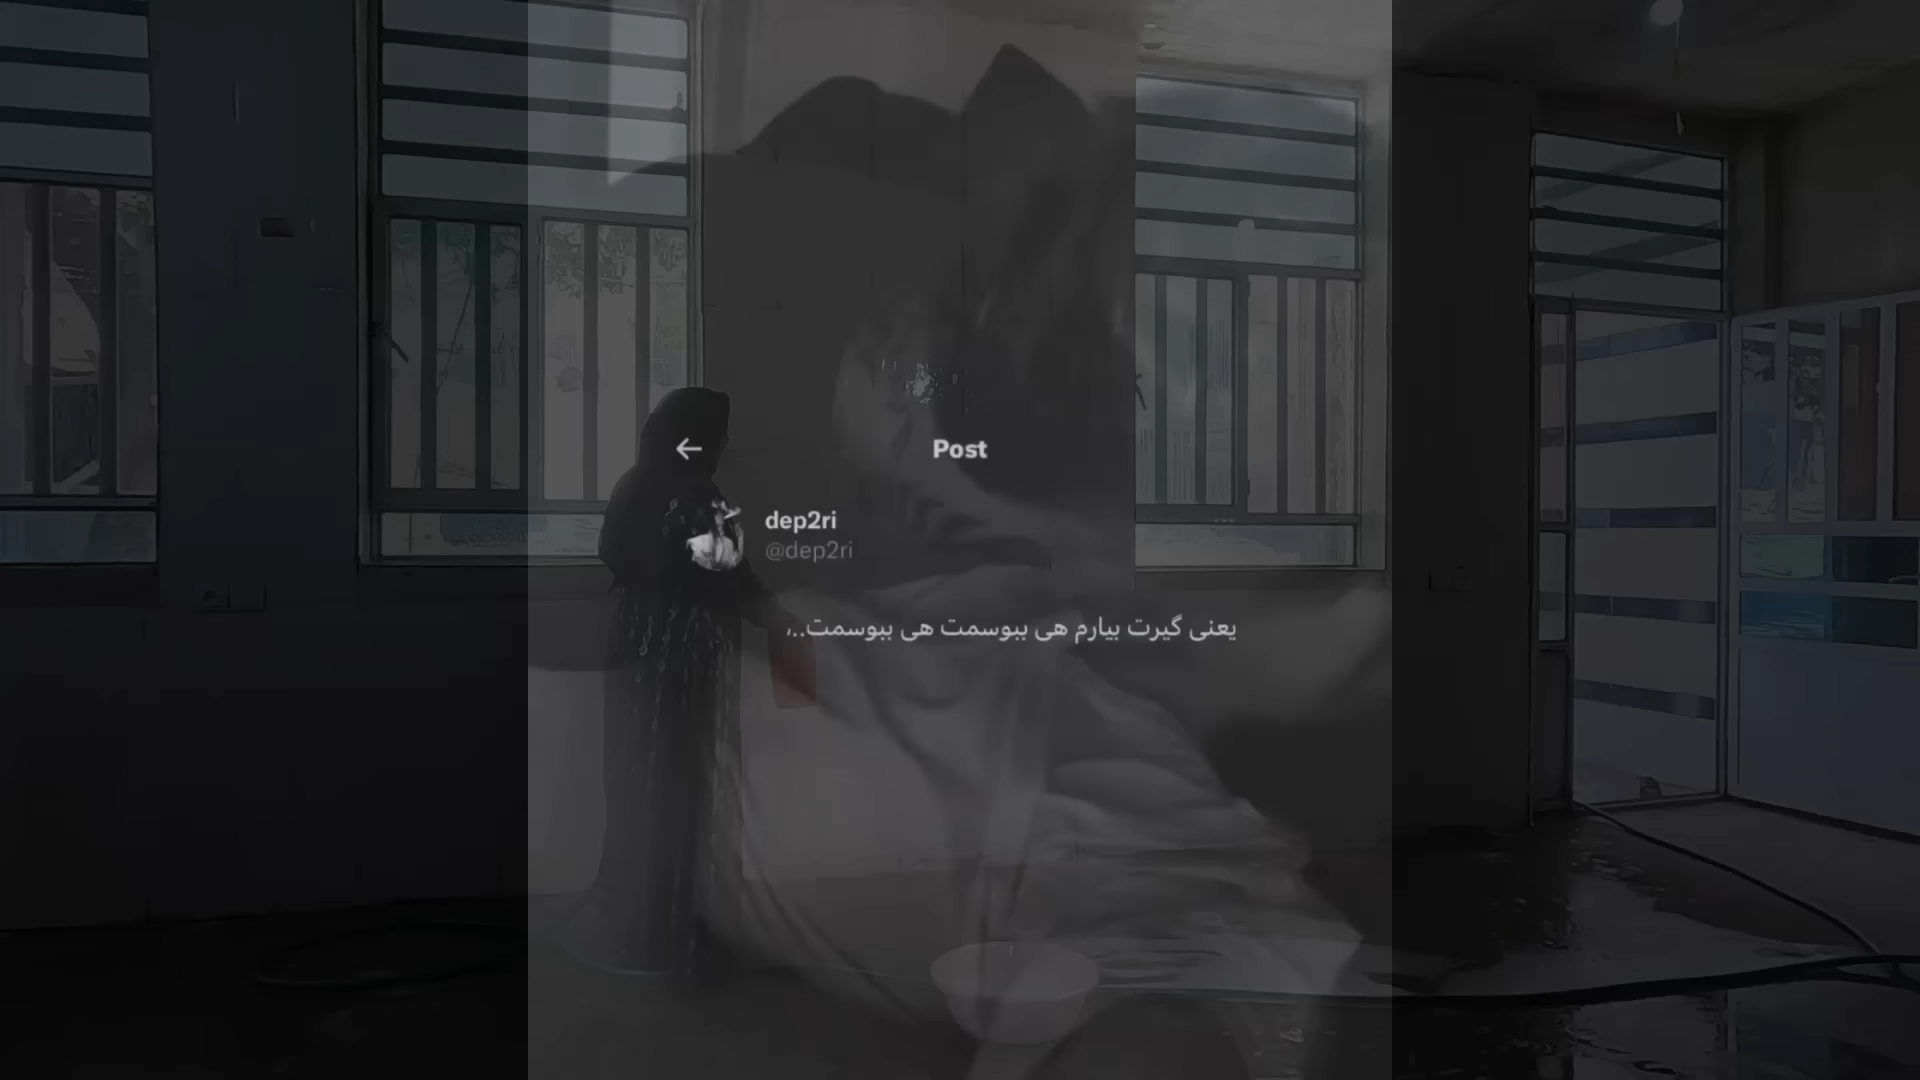 Post
dep2ri
@dep2ri
یعنی گیرت بیارم هی ببوسمت هی ببوسمت..،